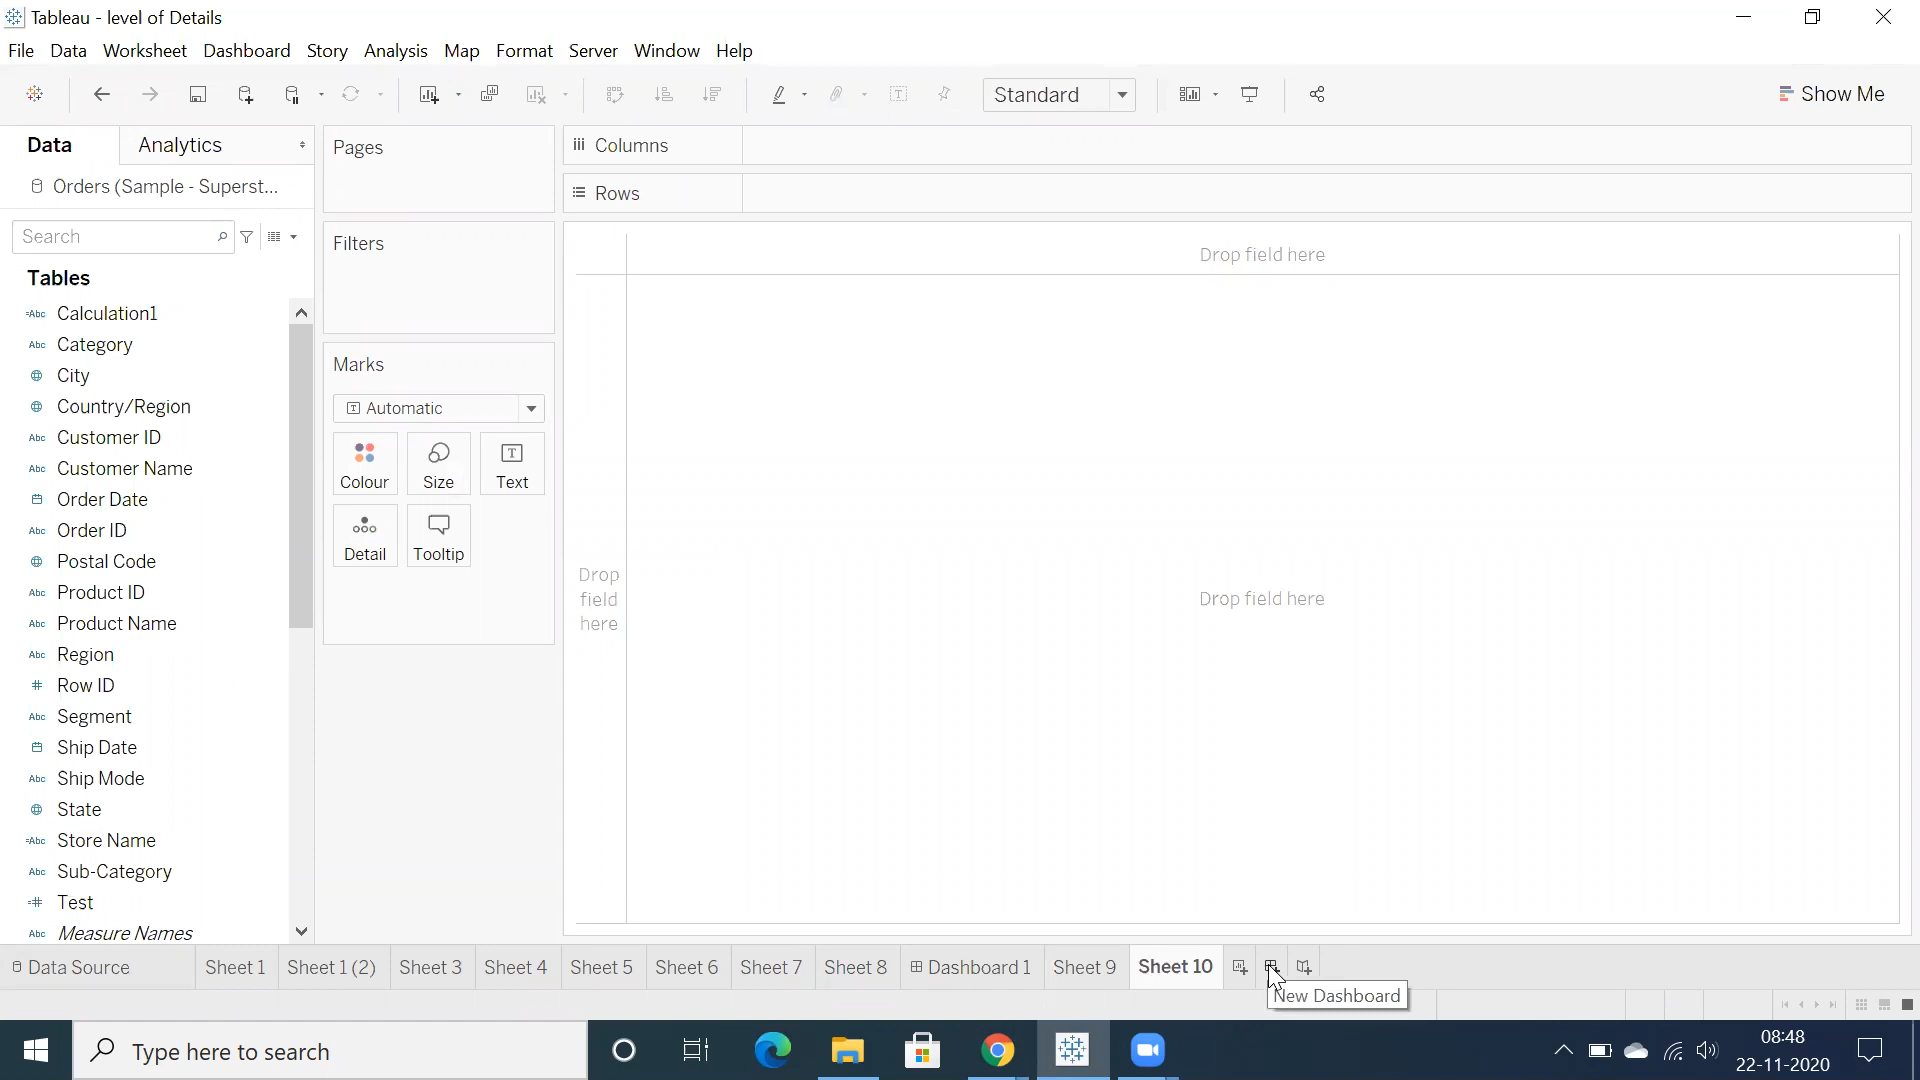 Tableau - level of Details
File Data Worksheet Dashboard Story Analysis Map Format Server Window Help
Standard
Show Me
Data
Analytics
Orders (Sample - Superst...
Search
Tables
Calculation1
Category
City
Country/Region
Customer ID
Customer Name
Order Date
Order ID
Postal Code
Product ID
Product Name
Region
Row ID
Segment
Ship Date
Ship Mode
State
Store Name
Sub-Category
Test
Measure Names
Pages
Filters
Marks
Automatic
Colour Size Text
Detail Tooltip
Columns
Rows
Drop field here
Drop
field
here
Drop field here
Data Source Sheet 1 Sheet 1 (2) Sheet 3 Sheet 4 Sheet 5 Sheet 6 Sheet 7 Sheet 8 Dashboard 1 Sheet 9 Sheet 10
New Dashboard
Type here to search
08:48
22-11-2020